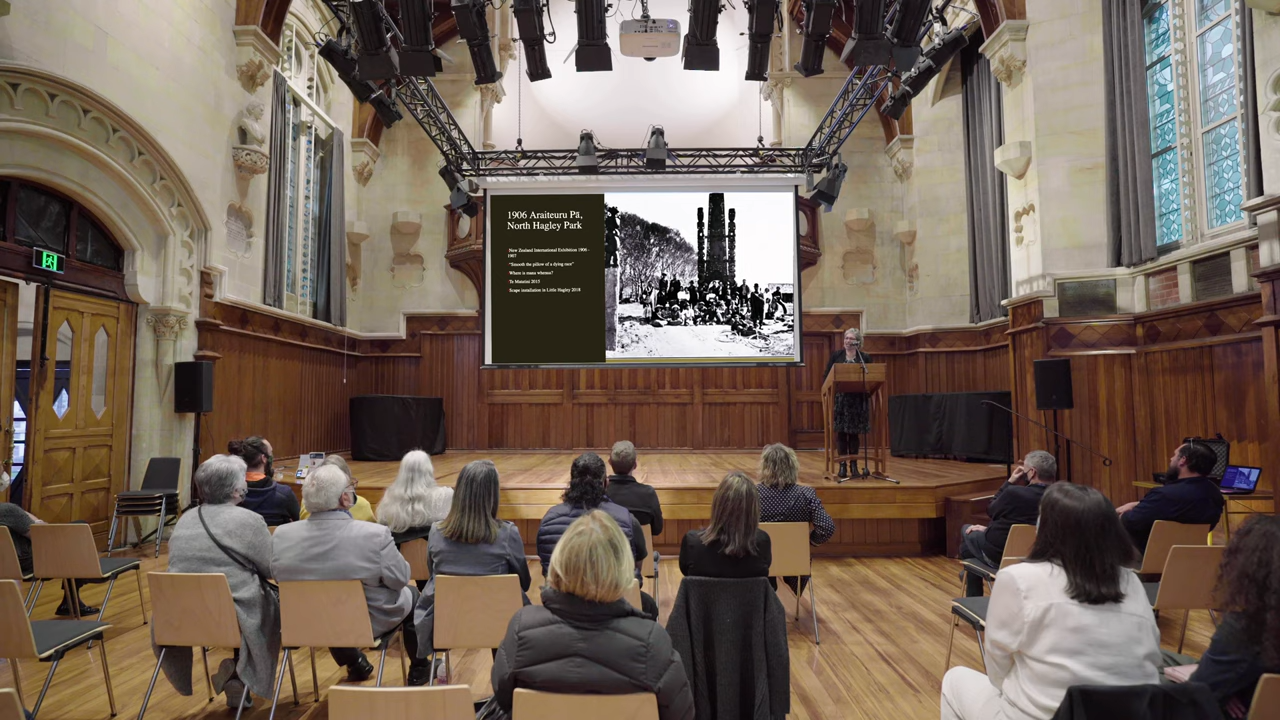 1906 Araiteuru Pā,
North Hagley Park
New Zealand International Exhibition 1906 -
1907
"Smooth the pillow of a dying race"
Where is mana whenua?
Te Matatini 2015
Scape installation in Little Hagley 2018